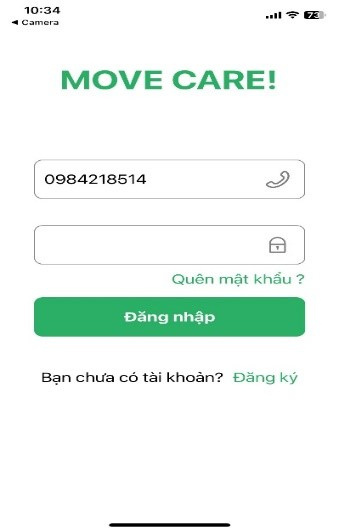 10:34
73
◀ Camera
MOVE CARE!
0984218514
Quên mật khẩu ?
Đăng nhập
Bạn chưa có tài khoản? Đăng ký